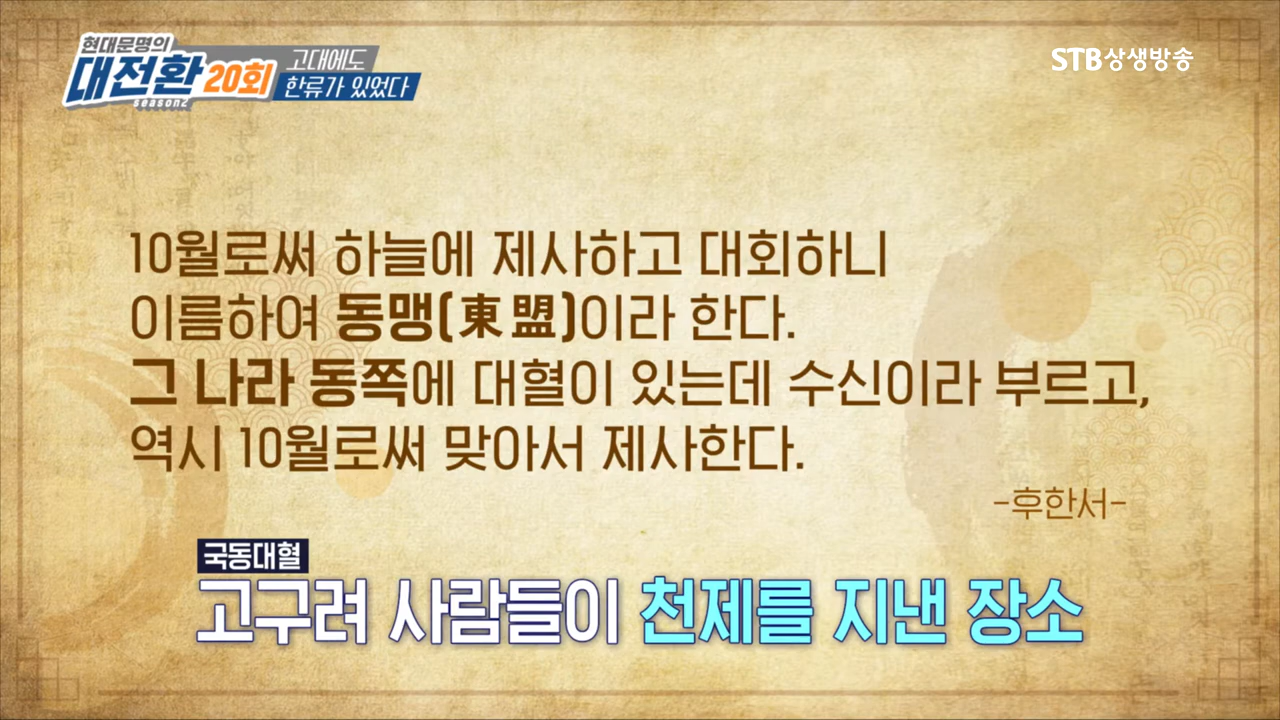 현대문명의
대전환 20회
season2
고대에도
한류가 있었다
STB상생방송
10월로써 하늘에 제사하고 대회하니
이름하여 동맹(東盟)이라 한다.
그 나라 동쪽에 대혈이 있는데 수신이라 부르고,
역시 10월로써 맞아서 제사한다.
-후한서-
국동대혈
고구려 사람들이 천제를 지낸 장소